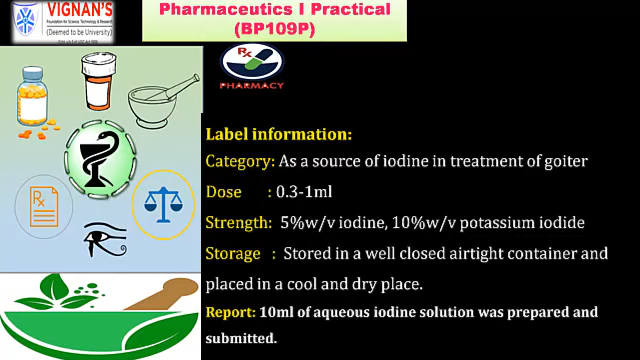 VIGNAN'S
Foundation for Science, Technology & Research
(Deemed to be University)
Pharmaceutics I Practical
(BP109P)
Rx
PHARMACY
Rx
Label information:
Category: As a source of iodine in treatment of goiter
Dose : 0.3-1ml
Strength: 5%w/v iodine, 10%w/v potassium iodide
Storage : Stored in a well closed airtight container and
placed in a cool and dry place.
Report: 10ml of aqueous iodine solution was prepared and
submitted.